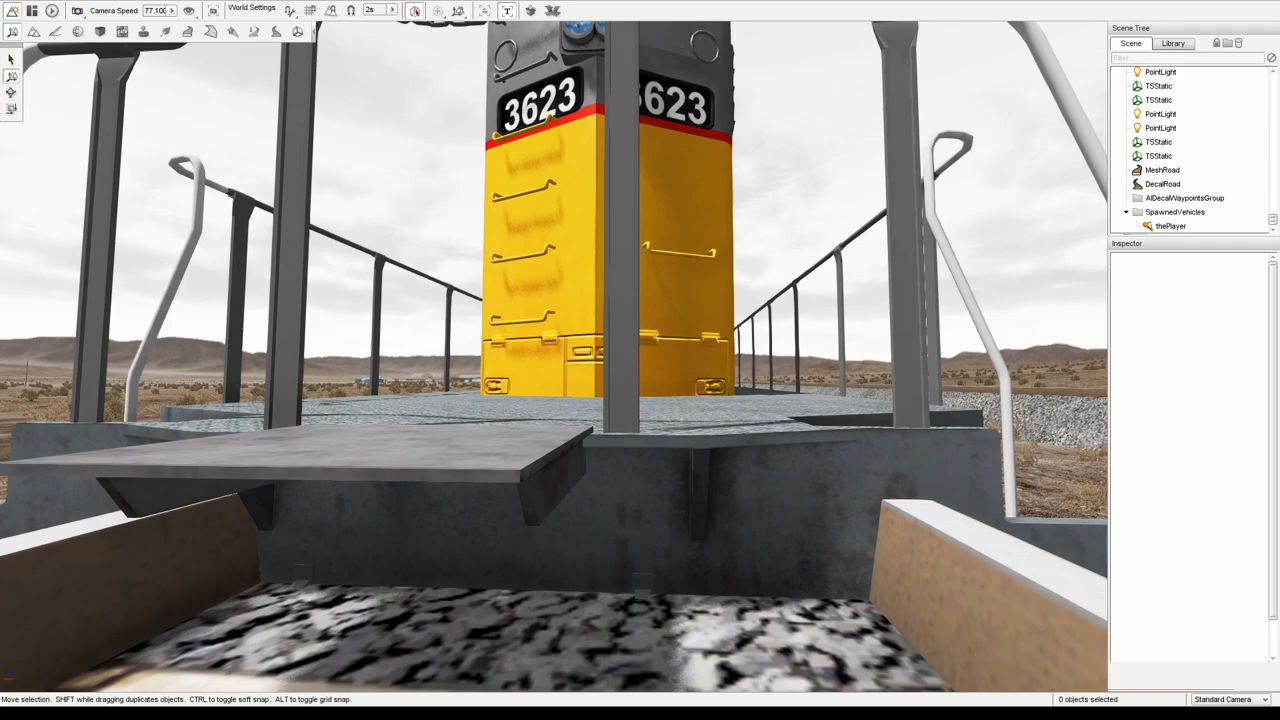 Camera Speed 77.100 World Settings 2s
T
Scene Tree
Scene Library
Filter...
PointLight
TSStatic
TSStatic
PointLight
PointLight
TSStatic
TSStatic
MeshRoad
DecalRoad
AIDecalWaypointsGroup
SpawnedVehicles
thePlayer
Inspector
3623
3623
Move selection. SHIFT while dragging duplicates objects. CTRL to toggle soft snap. ALT to toggle grid snap.
0 objects selected
Standard Camera